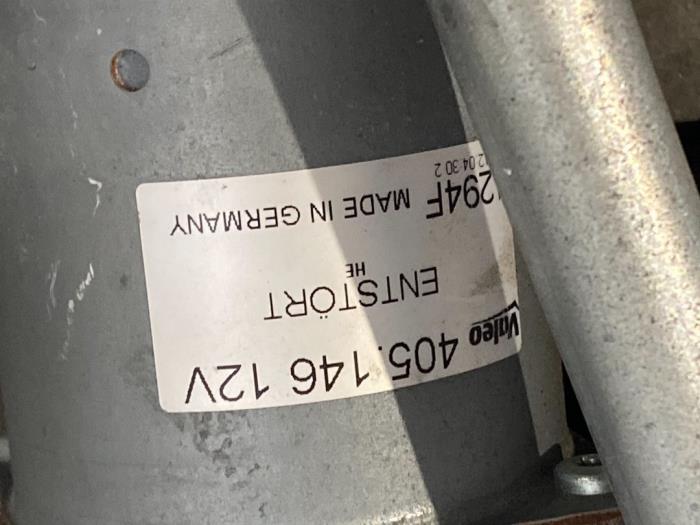 Valeo 405.146 12V
ENTSTÖRT
HE
294F MADE IN GERMANY
2 04 30 2